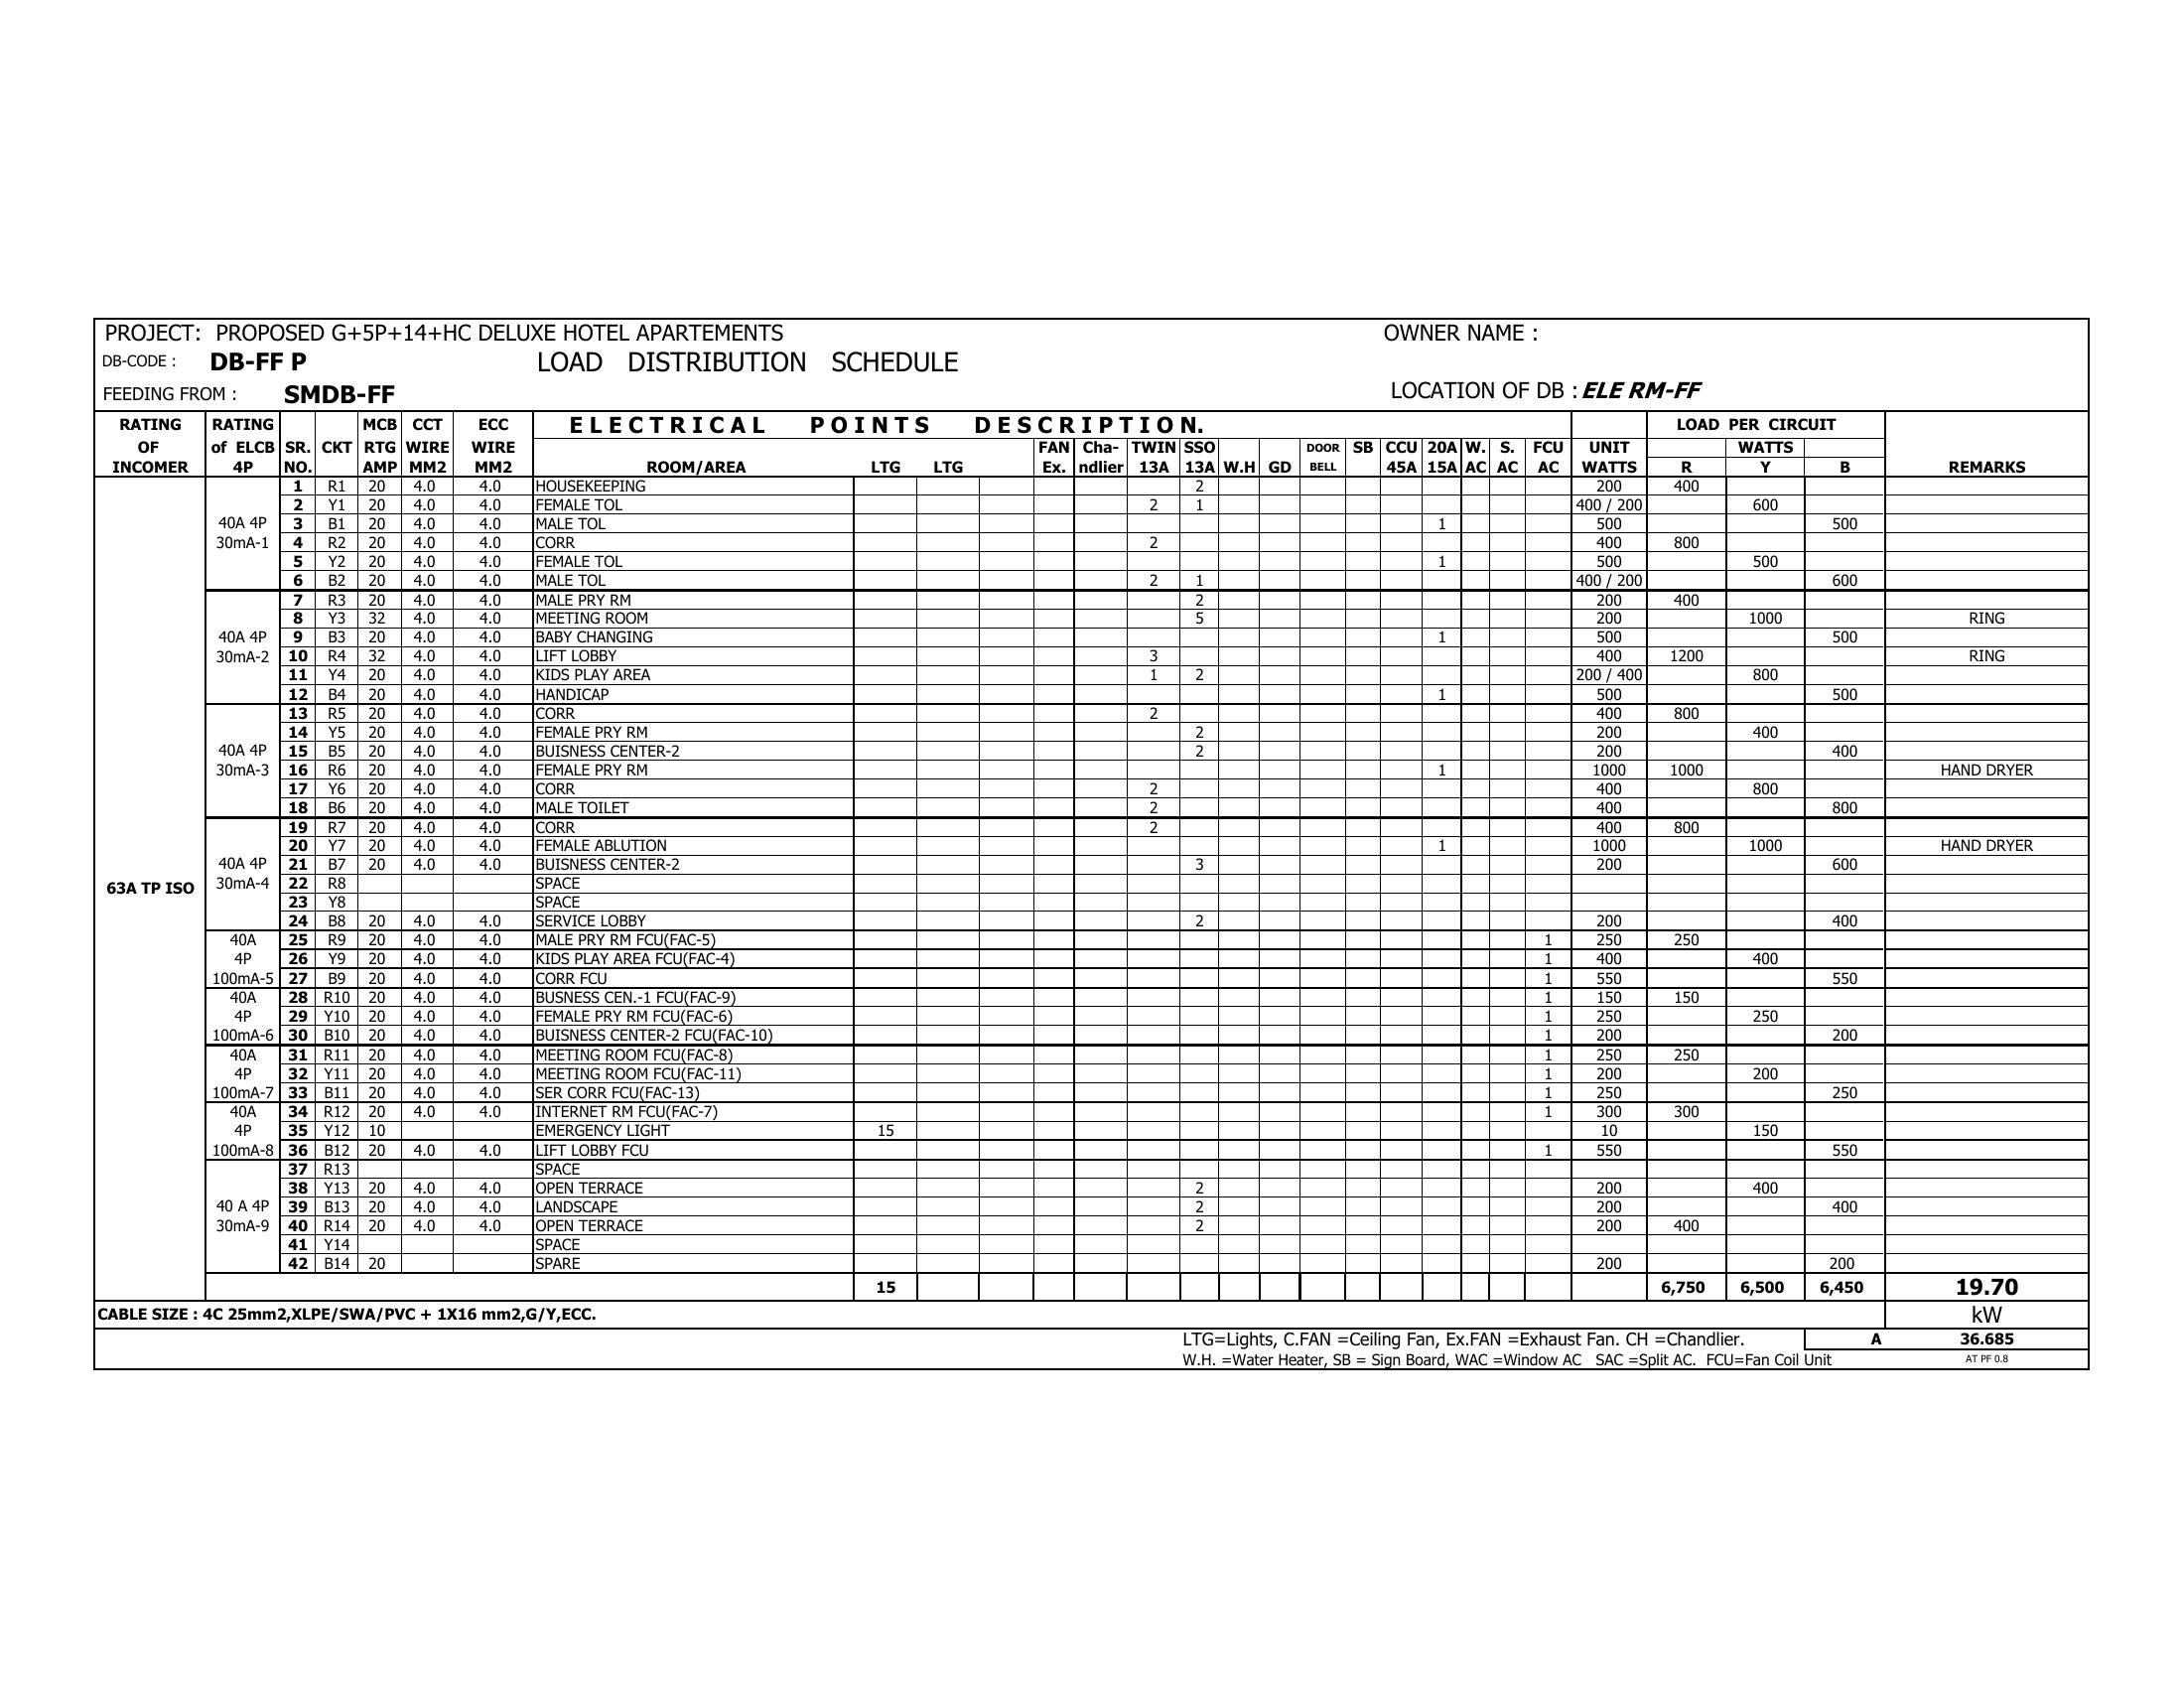 PROJECT: PROPOSED G+5P+14+HC DELUXE HOTEL APARTEMENTS OWNER NAME :
DB-CODE : DB-FF P LOAD DISTRIBUTION SCHEDULE
FEEDING FROM : SMDB-FF LOCATION OF DB : ELE RM-FF
RATING RATING MCB CCT ECC ELECTRICAL POINTS DESCRIPTION. LOAD PER CIRCUIT
OF of ELCB SR. CKT RTG WIRE WIRE FAN Cha- TWIN SSO DOOR SB CCU 20A W. S. FCU UNIT WATTS
INCOMER 4P NO. AMP MM2 MM2 ROOM/AREA LTG LTG Ex. ndlier 13A 13A W.H GD BELL 45A 15A AC AC AC WATTS R Y B REMARKS
1 R1 20 4.0 4.0 HOUSEKEEPING 2 200 400
2 Y1 20 4.0 4.0 FEMALE TOL 2 1 400 / 200 600
40A 4P 3 B1 20 4.0 4.0 MALE TOL 1 500 500
30mA-1 4 R2 20 4.0 4.0 CORR 2 400 800
5 Y2 20 4.0 4.0 FEMALE TOL 1 500 500
6 B2 20 4.0 4.0 MALE TOL 2 1 400 / 200 600
7 R3 20 4.0 4.0 MALE PRY RM 2 200 400
8 Y3 32 4.0 4.0 MEETING ROOM 5 200 1000 RING
40A 4P 9 B3 20 4.0 4.0 BABY CHANGING 1 500 500
30mA-2 10 R4 32 4.0 4.0 LIFT LOBBY 3 400 1200 RING
11 Y4 20 4.0 4.0 KIDS PLAY AREA 1 2 200 / 400 800
12 B4 20 4.0 4.0 HANDICAP 1 500 500
13 R5 20 4.0 4.0 CORR 2 400 800
14 Y5 20 4.0 4.0 FEMALE PRY RM 2 200 400
40A 4P 15 B5 20 4.0 4.0 BUISNESS CENTER-2 2 200 400
30mA-3 16 R6 20 4.0 4.0 FEMALE PRY RM 1 1000 1000 HAND DRYER
17 Y6 20 4.0 4.0 CORR 2 400 800
18 B6 20 4.0 4.0 MALE TOILET 2 400 800
19 R7 20 4.0 4.0 CORR 2 400 800
20 Y7 20 4.0 4.0 FEMALE ABLUTION 1 1000 1000 HAND DRYER
40A 4P 21 B7 20 4.0 4.0 BUISNESS CENTER-2 3 200 600
63A TP ISO 30mA-4 22 R8 SPACE
23 Y8 SPACE
24 B8 20 4.0 4.0 SERVICE LOBBY 2 200 400
40A 25 R9 20 4.0 4.0 MALE PRY RM FCU(FAC-5) 1 250 250
4P 26 Y9 20 4.0 4.0 KIDS PLAY AREA FCU(FAC-4) 1 400 400
100mA-5 27 B9 20 4.0 4.0 CORR FCU 1 550 550
40A 28 R10 20 4.0 4.0 BUSNESS CEN.-1 FCU(FAC-9) 1 150 150
4P 29 Y10 20 4.0 4.0 FEMALE PRY RM FCU(FAC-6) 1 250 250
100mA-6 30 B10 20 4.0 4.0 BUISNESS CENTER-2 FCU(FAC-10) 1 200 200
40A 31 R11 20 4.0 4.0 MEETING ROOM FCU(FAC-8) 1 250 250
4P 32 Y11 20 4.0 4.0 MEETING ROOM FCU(FAC-11) 1 200 200
100mA-7 33 B11 20 4.0 4.0 SER CORR FCU(FAC-13) 1 250 250
40A 34 R12 20 4.0 4.0 INTERNET RM FCU(FAC-7) 1 300 300
4P 35 Y12 10 EMERGENCY LIGHT 15 10 150
100mA-8 36 B12 20 4.0 4.0 LIFT LOBBY FCU 1 550 550
37 R13 SPACE
38 Y13 20 4.0 4.0 OPEN TERRACE 2 200 400
40 A 4P 39 B13 20 4.0 4.0 LANDSCAPE 2 200 400
30mA-9 40 R14 20 4.0 4.0 OPEN TERRACE 2 200 400
41 Y14 SPACE
42 B14 20 SPARE 200 200
15 6,750 6,500 6,450 19.70
CABLE SIZE : 4C 25mm2,XLPE/SWA/PVC + 1X16 mm2,G/Y,ECC. kW
LTG=Lights, C.FAN =Ceiling Fan, Ex.FAN =Exhaust Fan. CH =Chandlier. A 36.685
W.H. =Water Heater, SB = Sign Board, WAC =Window AC SAC =Split AC. FCU=Fan Coil Unit AT PF 0.8